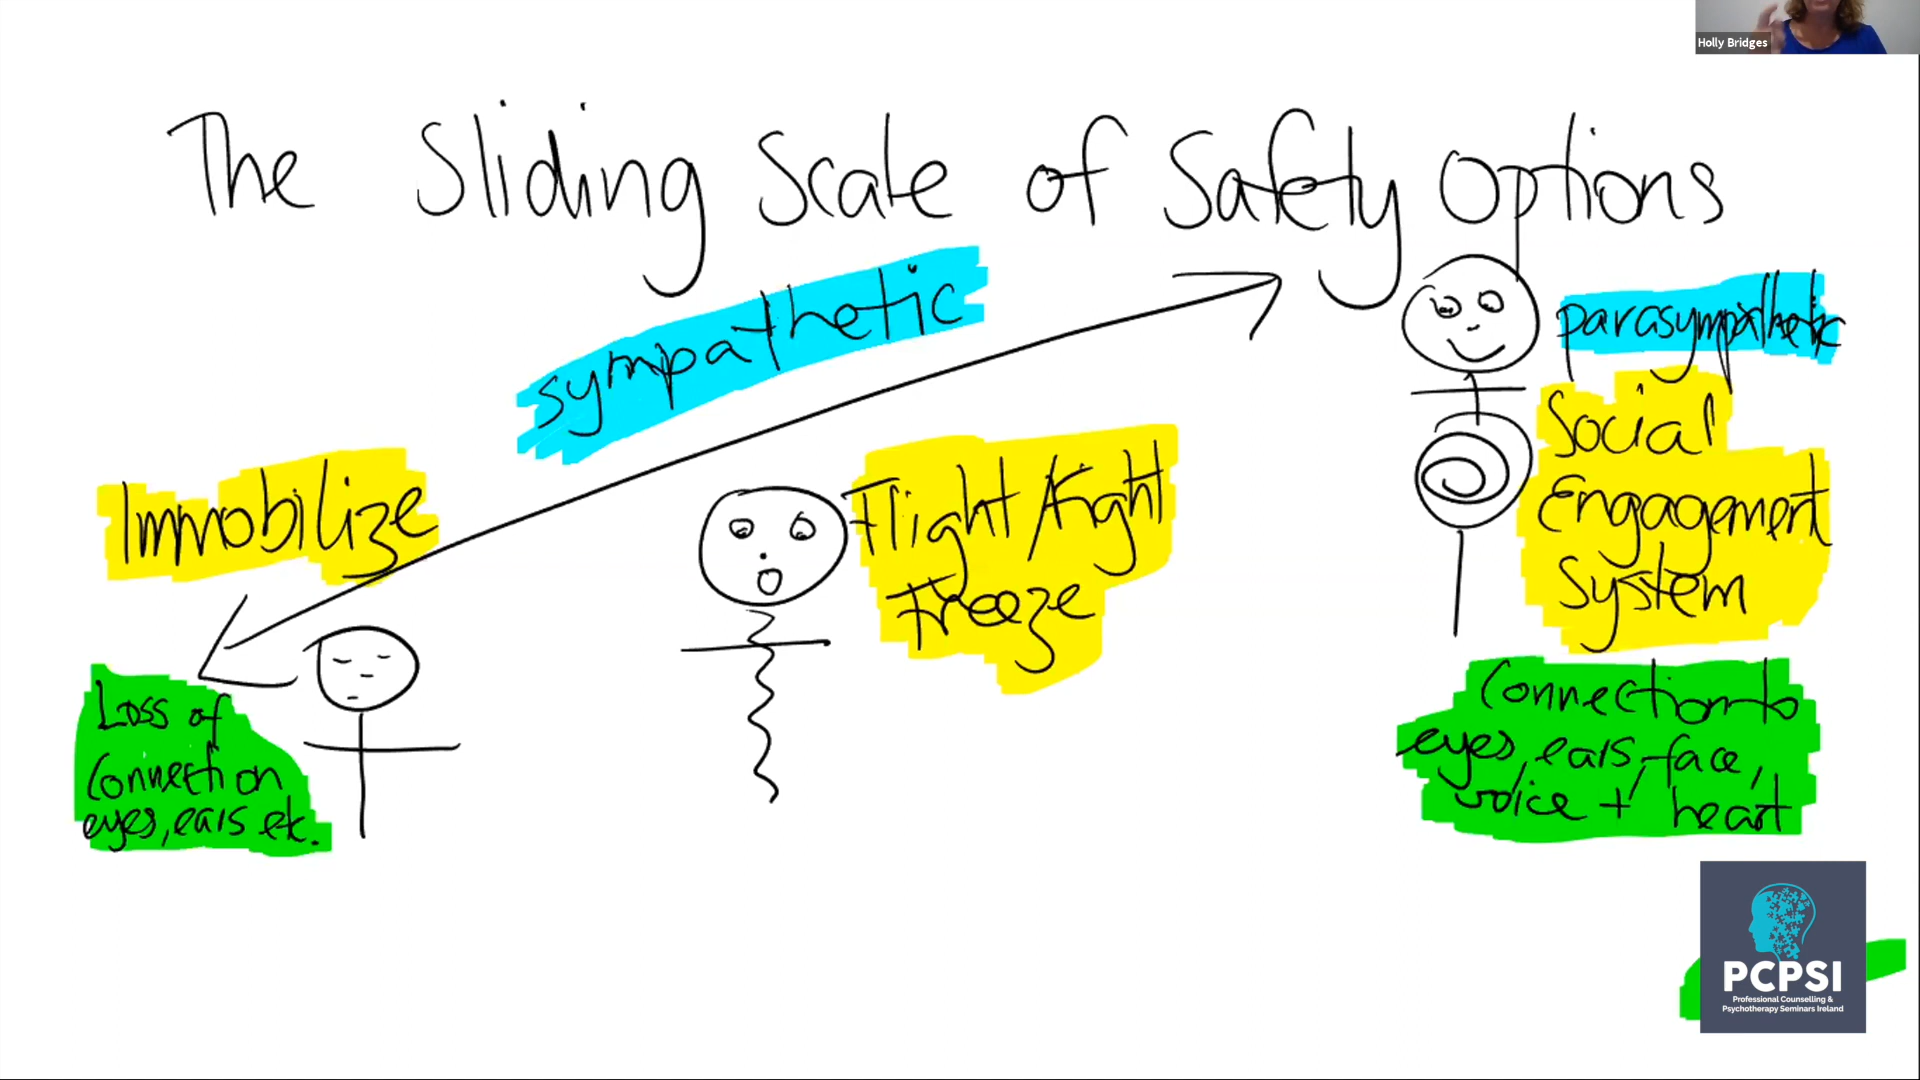 Holly Bridges
The Sliding Scale of Safety Options
sympathetic
parasympathetic
Immobilize
Flight/Fight
Freeze
Social
Engagement
System
Loss of
Connection
eyes, ears etc.
Connection to
eyes, ears, face,
voice + heart
PCPSI
Professional Counselling &
Psychotherapy Seminars Ireland